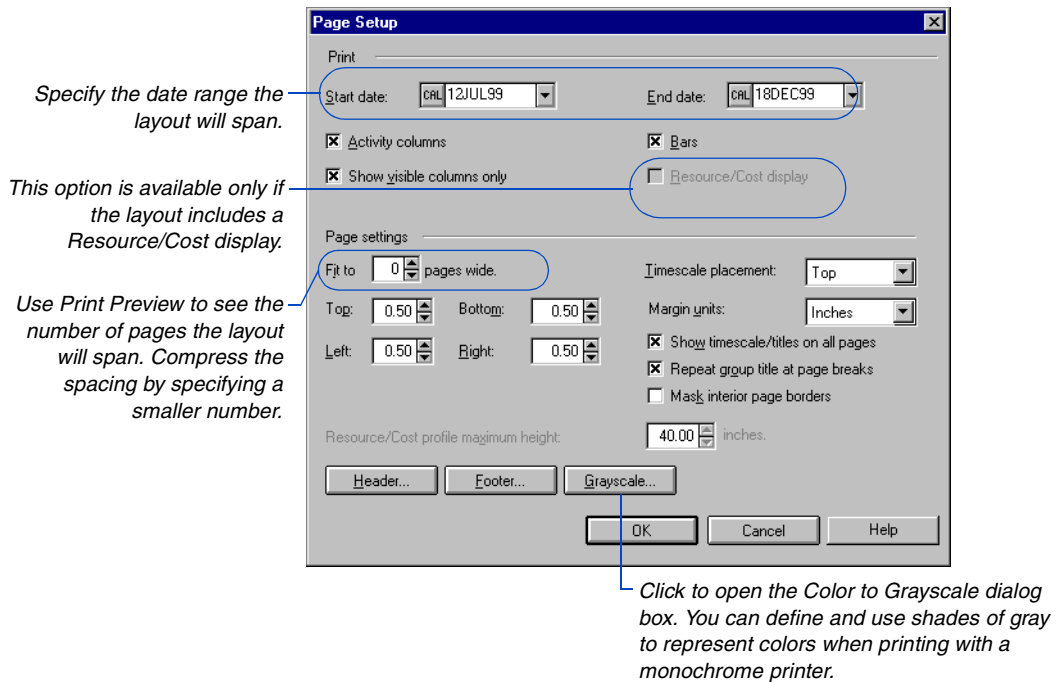 Page Setup
Print
Specify the date range the
layout will span.
Start date: CAL 12JUL99 End date: CAL 18DEC99
Activity columns Bars
Show visible columns only Resource/Cost display
This option is available only if
the layout includes a
Resource/Cost display.
Page settings
Fit to 0 pages wide. Timescale placement: Top
Use Print Preview to see the
number of pages the layout
will span. Compress the
spacing by specifying a
smaller number.
Top: 0.50 Bottom: 0.50 Margin units: Inches
Left: 0.50 Right: 0.50 Show timescale/titles on all pages
Repeat group title at page breaks
Mask interior page borders
Resource/Cost profile maximum height: 40.00 inches.
Header... Footer... Grayscale...
OK Cancel Help
Click to open the Color to Grayscale dialog
box. You can define and use shades of gray
to represent colors when printing with a
monochrome printer.